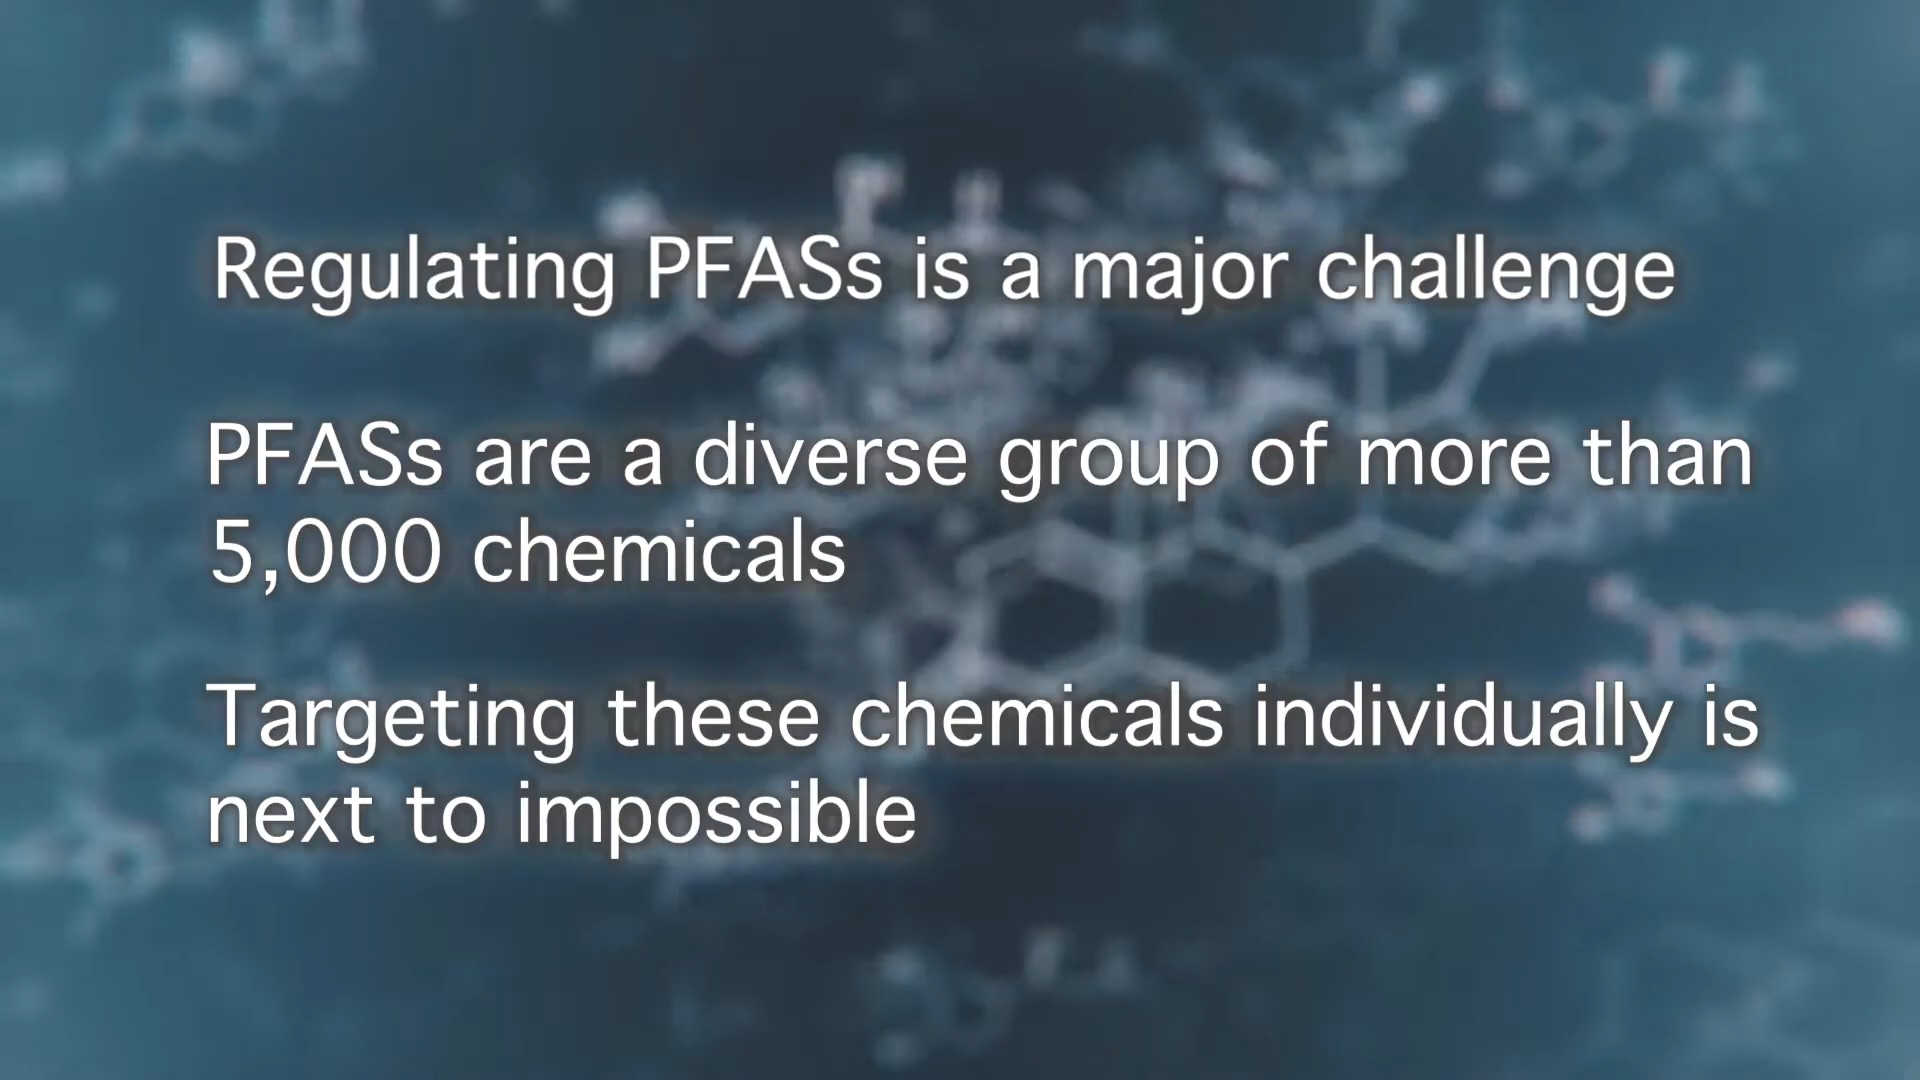 Regulating PFASs is a major challenge
PFASs are a diverse group of more than
5,000 chemicals
Targeting these chemicals individually is
next to impossible